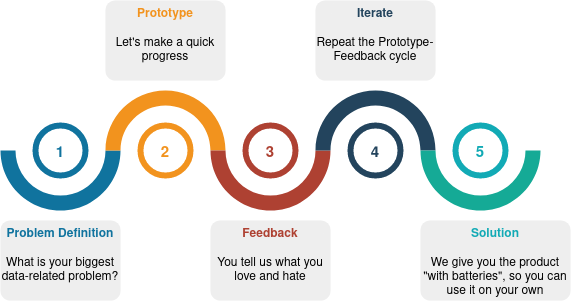 Prototype
Let's make a quick
progress
Iterate
Repeat the Prototype-
Feedback cycle
1
2
3
4
5
Problem Definition
What is your biggest
data-related problem?
Feedback
You tell us what you
love and hate
Solution
We give you the product
"with batteries", so you can
use it on your own